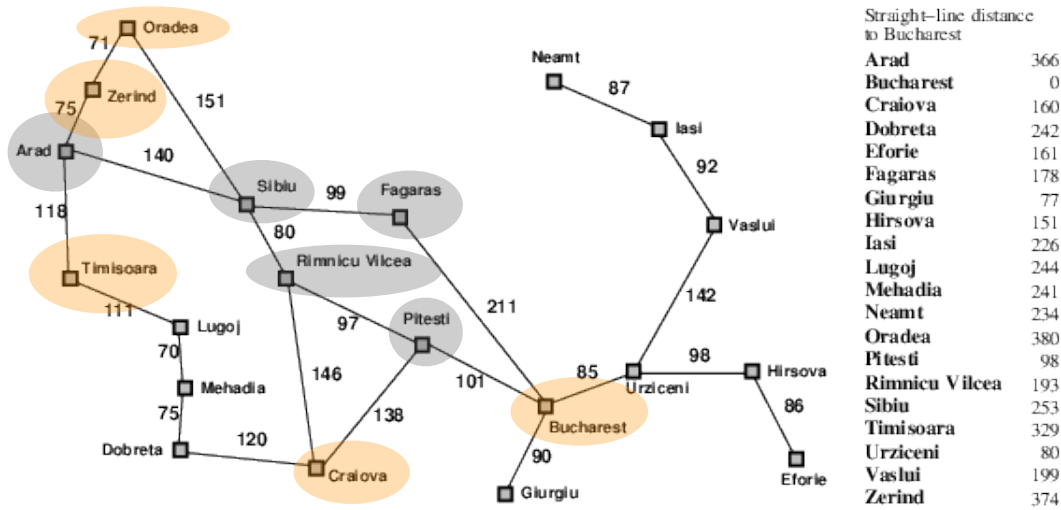 Oradea
71
Neamt
87
Zerind
151
75
Iasi
Arad
140
92
Sibiu
99
Fagaras
118
80
Vaslui
Timisoara
Rimnicu Vilcea
111
Lugoj
97
Pitesti
211
142
70
98
Mehadia
146
101
85
Hirsova
Urziceni
75
138
86
Dobreta
120
Bucharest
90
Craiova
Eforie
Giurgiu
Straight–line distance
to Bucharest
Arad 366
Bucharest 0
Craiova 160
Dobreta 242
Eforie 161
Fagaras 178
Giurgiu 77
Hirsova 151
Iasi 226
Lugoj 244
Mehadia 241
Neamt 234
Oradea 380
Pitesti 98
Rimnicu Vilcea 193
Sibiu 253
Timisoara 329
Urziceni 80
Vaslui 199
Zerind 374